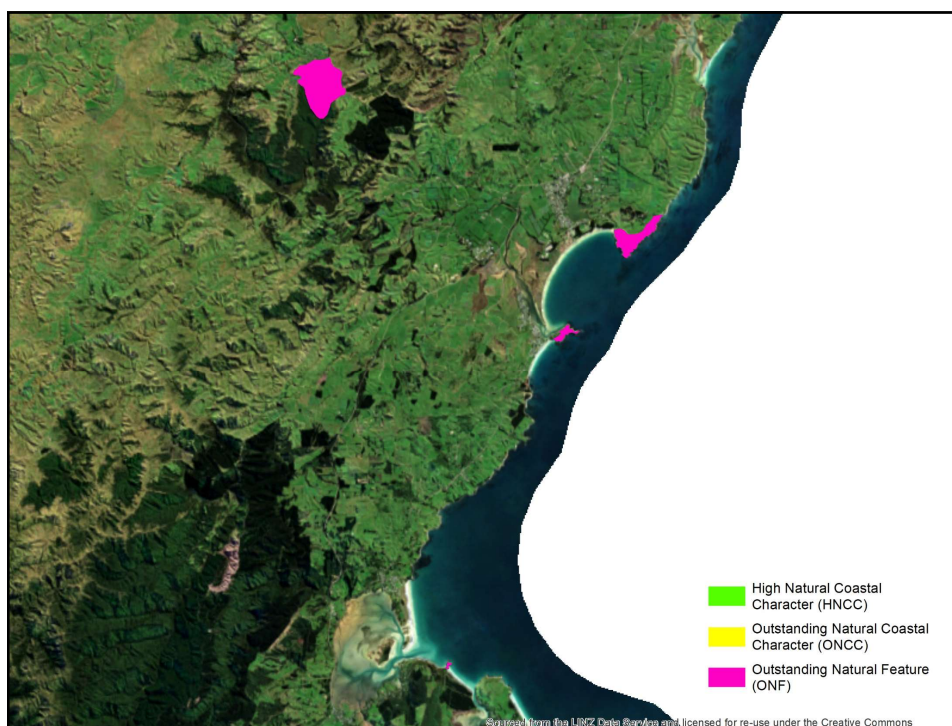 High Natural Coastal
Character (HNCC)
Outstanding Natural Coastal
Character (ONCC)
Outstanding Natural Feature
(ONF)
Sourced from the LINZ Data Service and licensed for re-use under the Creative Commons